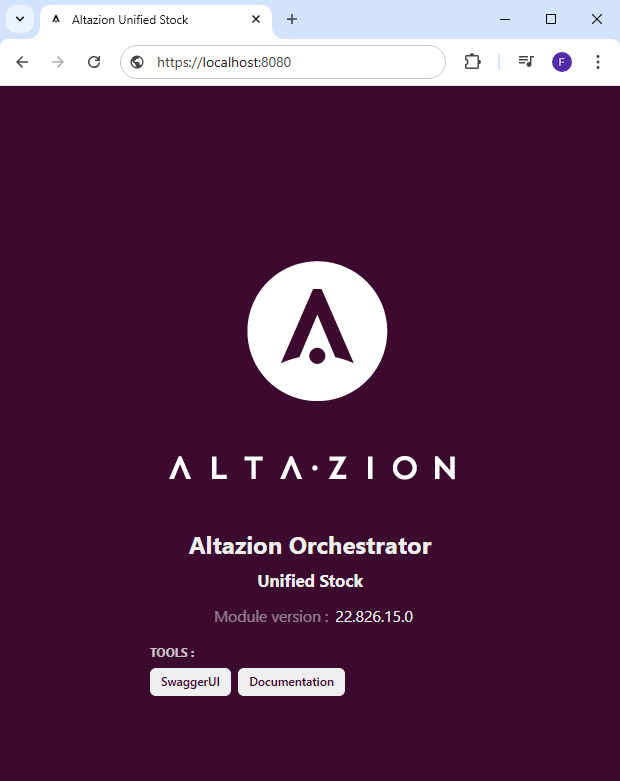 Altazion Unified Stock
https://localhost:8080
F
ALTA·ZION
Altazion Orchestrator
Unified Stock
Module version : 22.826.15.0
TOOLS :
SwaggerUI Documentation